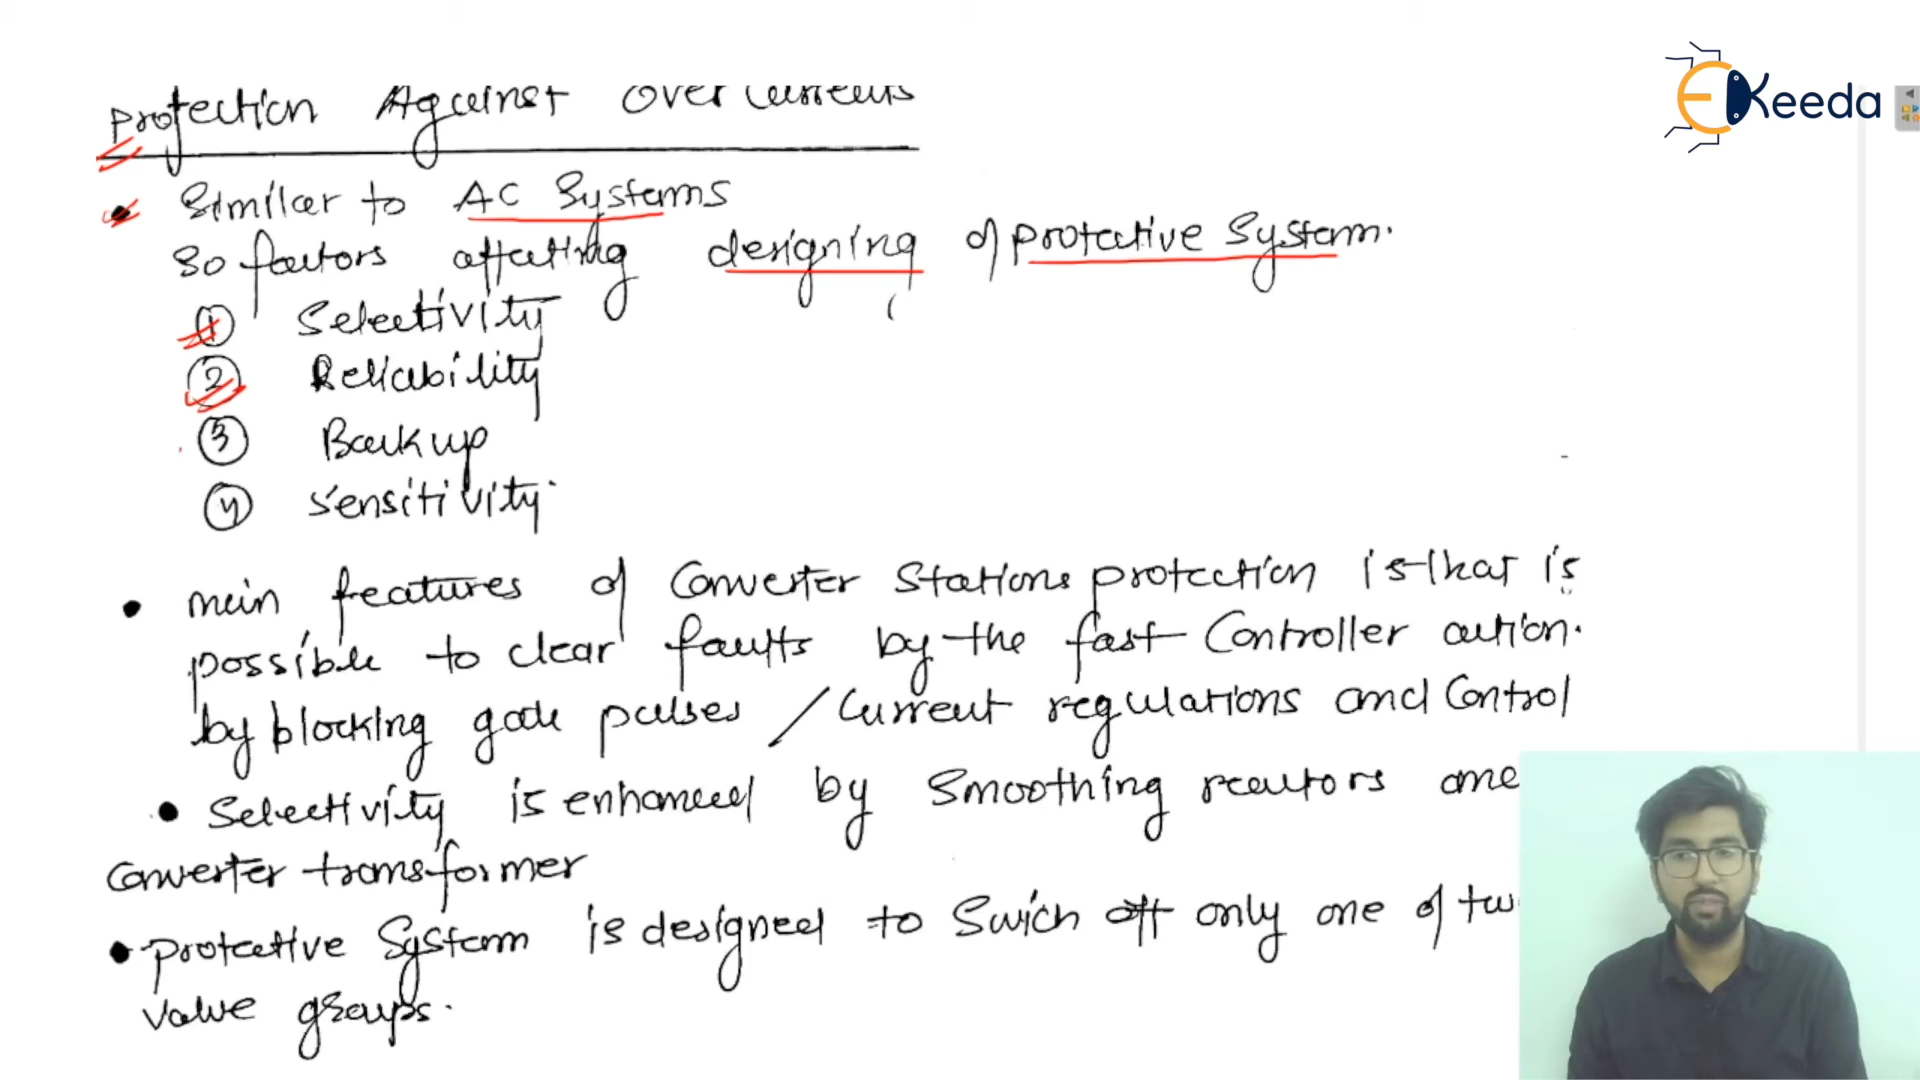 Protection Against Over Currents
EKeeda
• Similar to AC Systems
So factors affecting designing of protective System.
① Selectivity
② Reliability
③ Backup
④ Sensitivity.
• main features of Converter Stations protection is that is
possible to clear faults by the fast Controller action.
by blocking gate pulses / Current regulations and Control
• Selectivity is enhanced by Smoothing reactors and
Converter transformer
• protective System is designed to Swich off only one of tw
valve groups.